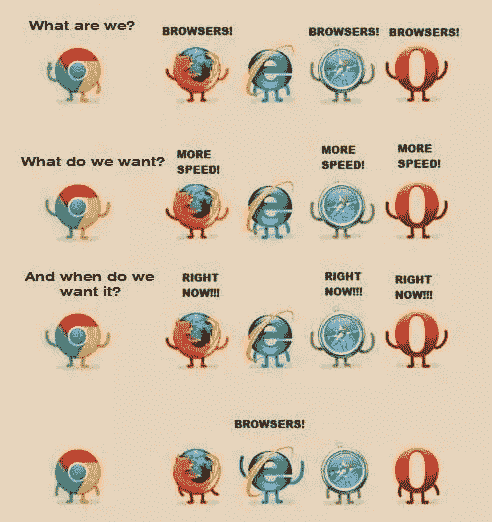 What are we?
BROWSERS!
BROWSERS!
BROWSERS!
What do we want?
MORE
SPEED!
MORE
SPEED!
MORE
SPEED!
And when do we
want it?
RIGHT
NOW!!!
RIGHT
NOW!!!
RIGHT
NOW!!!
BROWSERS!